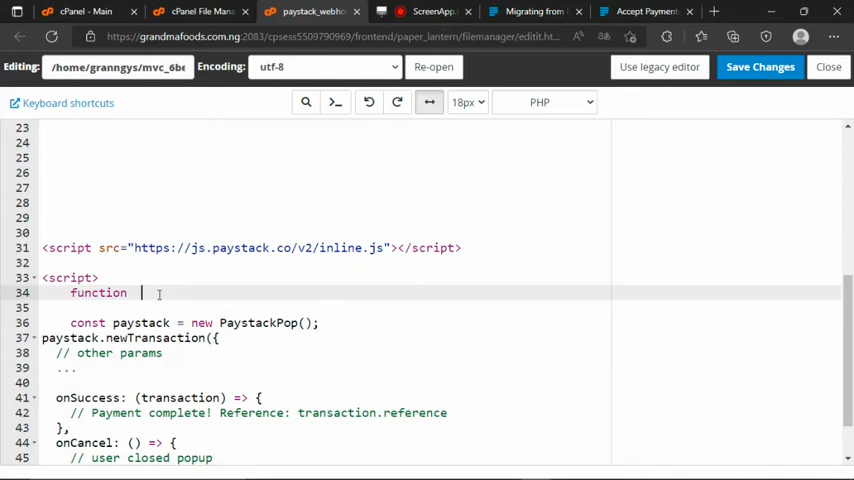 cPanel - Main
cPanel File Mana
paystack_webho
ScreenApp.I
Migrating from I
Accept Payment
https://grandmafoods.com.ng:2083/cpsess5509790969/frontend/paper_lantern/filemanager/editit.ht...
Editing: /home/granngys/mvc_6be Encoding: utf-8 Re-open Use legacy editor Save Changes Close
Keyboard shortcuts 18px PHP
23
24
25
26
27
28
29
30
31 <script src="https://js.paystack.co/v2/inline.js"></script>
32
33 <script>
34 function
35
36 const paystack = new PaystackPop();
37 paystack.newTransaction({
38 // other params
39 ...
40
41 onSuccess: (transaction) => {
42 // Payment complete! Reference: transaction.reference
43 },
44 onCancel: () => {
45 // user closed popup